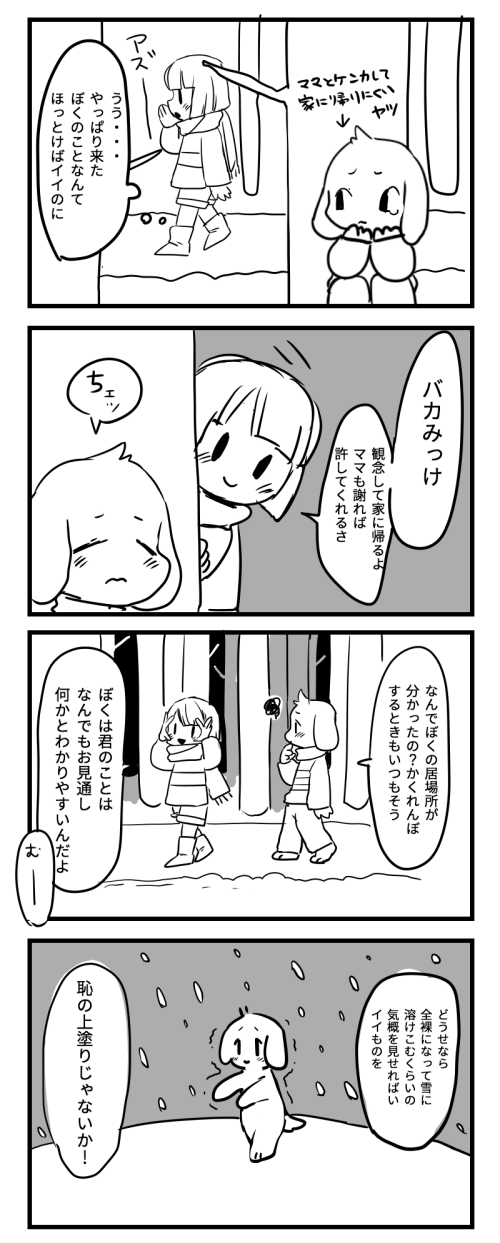 ママとケンカして
家に帰りにくい
ヤツ
アズ
うう・・・
やっぱり来た
ぼくのことなんて
ほっとけばイイのに
バカみっけ
観念して家に帰るよ
ママも謝れば
許してくれるさ
ちェッ
なんでぼくの居場所が
分かったの？かくれんぼ
するときもいつもそう
ぼくは君のことは
なんでもお見通し
何かとわかりやすいんだよ
むー
どうせなら
全裸になって雪に
溶けこむくらいの
気概を見せればい
イイものを
恥の上塗りじゃないか！